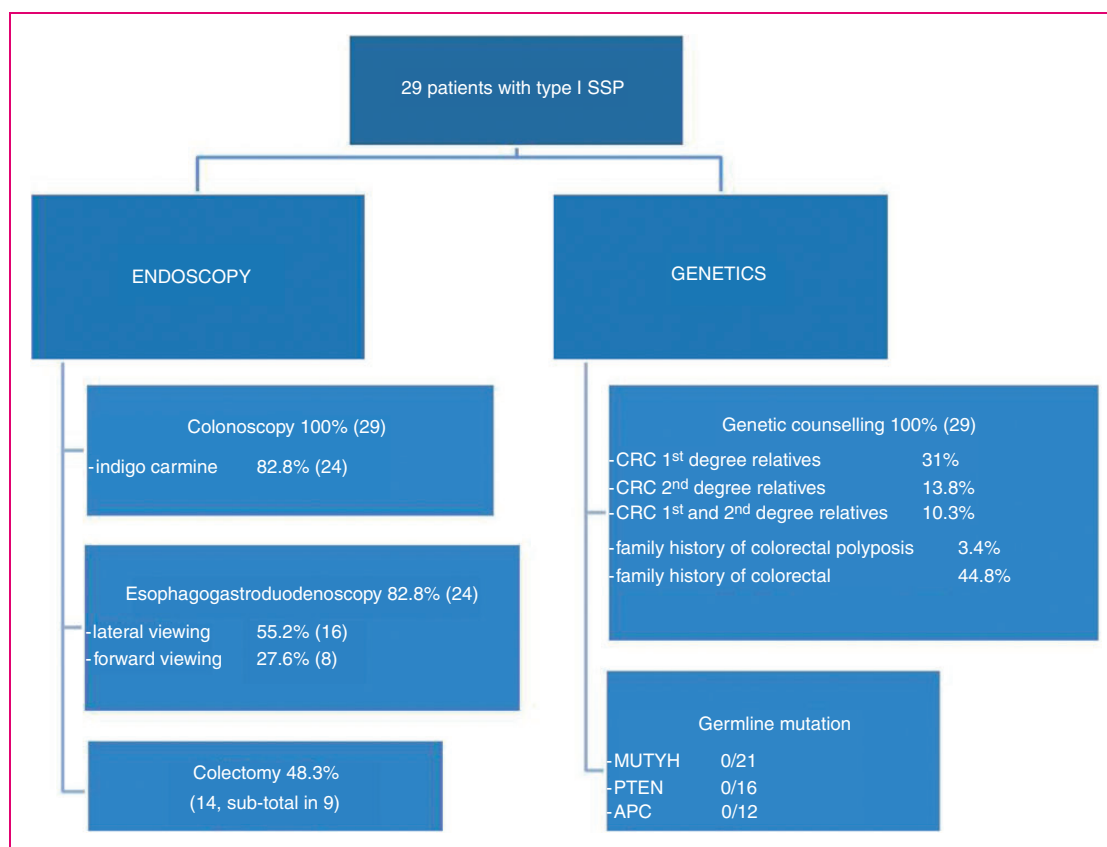 29 patients with type I SSP
ENDOSCOPY
Colonoscopy 100% (29)
-indigo carmine 82.8% (24)
Esophagogastroduodenoscopy 82.8% (24)
-lateral viewing 55.2% (16)
-forward viewing 27.6% (8)
Colectomy 48.3%
(14, sub-total in 9)
GENETICS
Genetic counselling 100% (29)
-CRC 1st degree relatives 31%
-CRC 2nd degree relatives 13.8%
-CRC 1st and 2nd degree relatives 10.3%
-family history of colorectal polyposis 3.4%
-family history of colorectal 44.8%
Germline mutation
-MUTYH 0/21
-PTEN 0/16
-APC 0/12